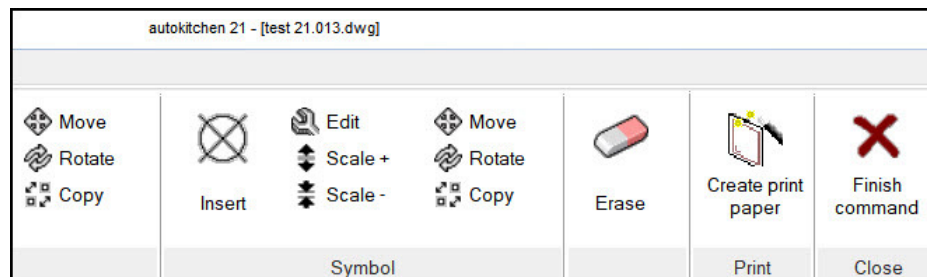 autokitchen 21 - [test 21.013.dwg]
Move
Rotate
Copy
Insert
Edit
Scale +
Scale -
Move
Rotate
Copy
Symbol
Erase
Create print
paper
Print
Finish
command
Close